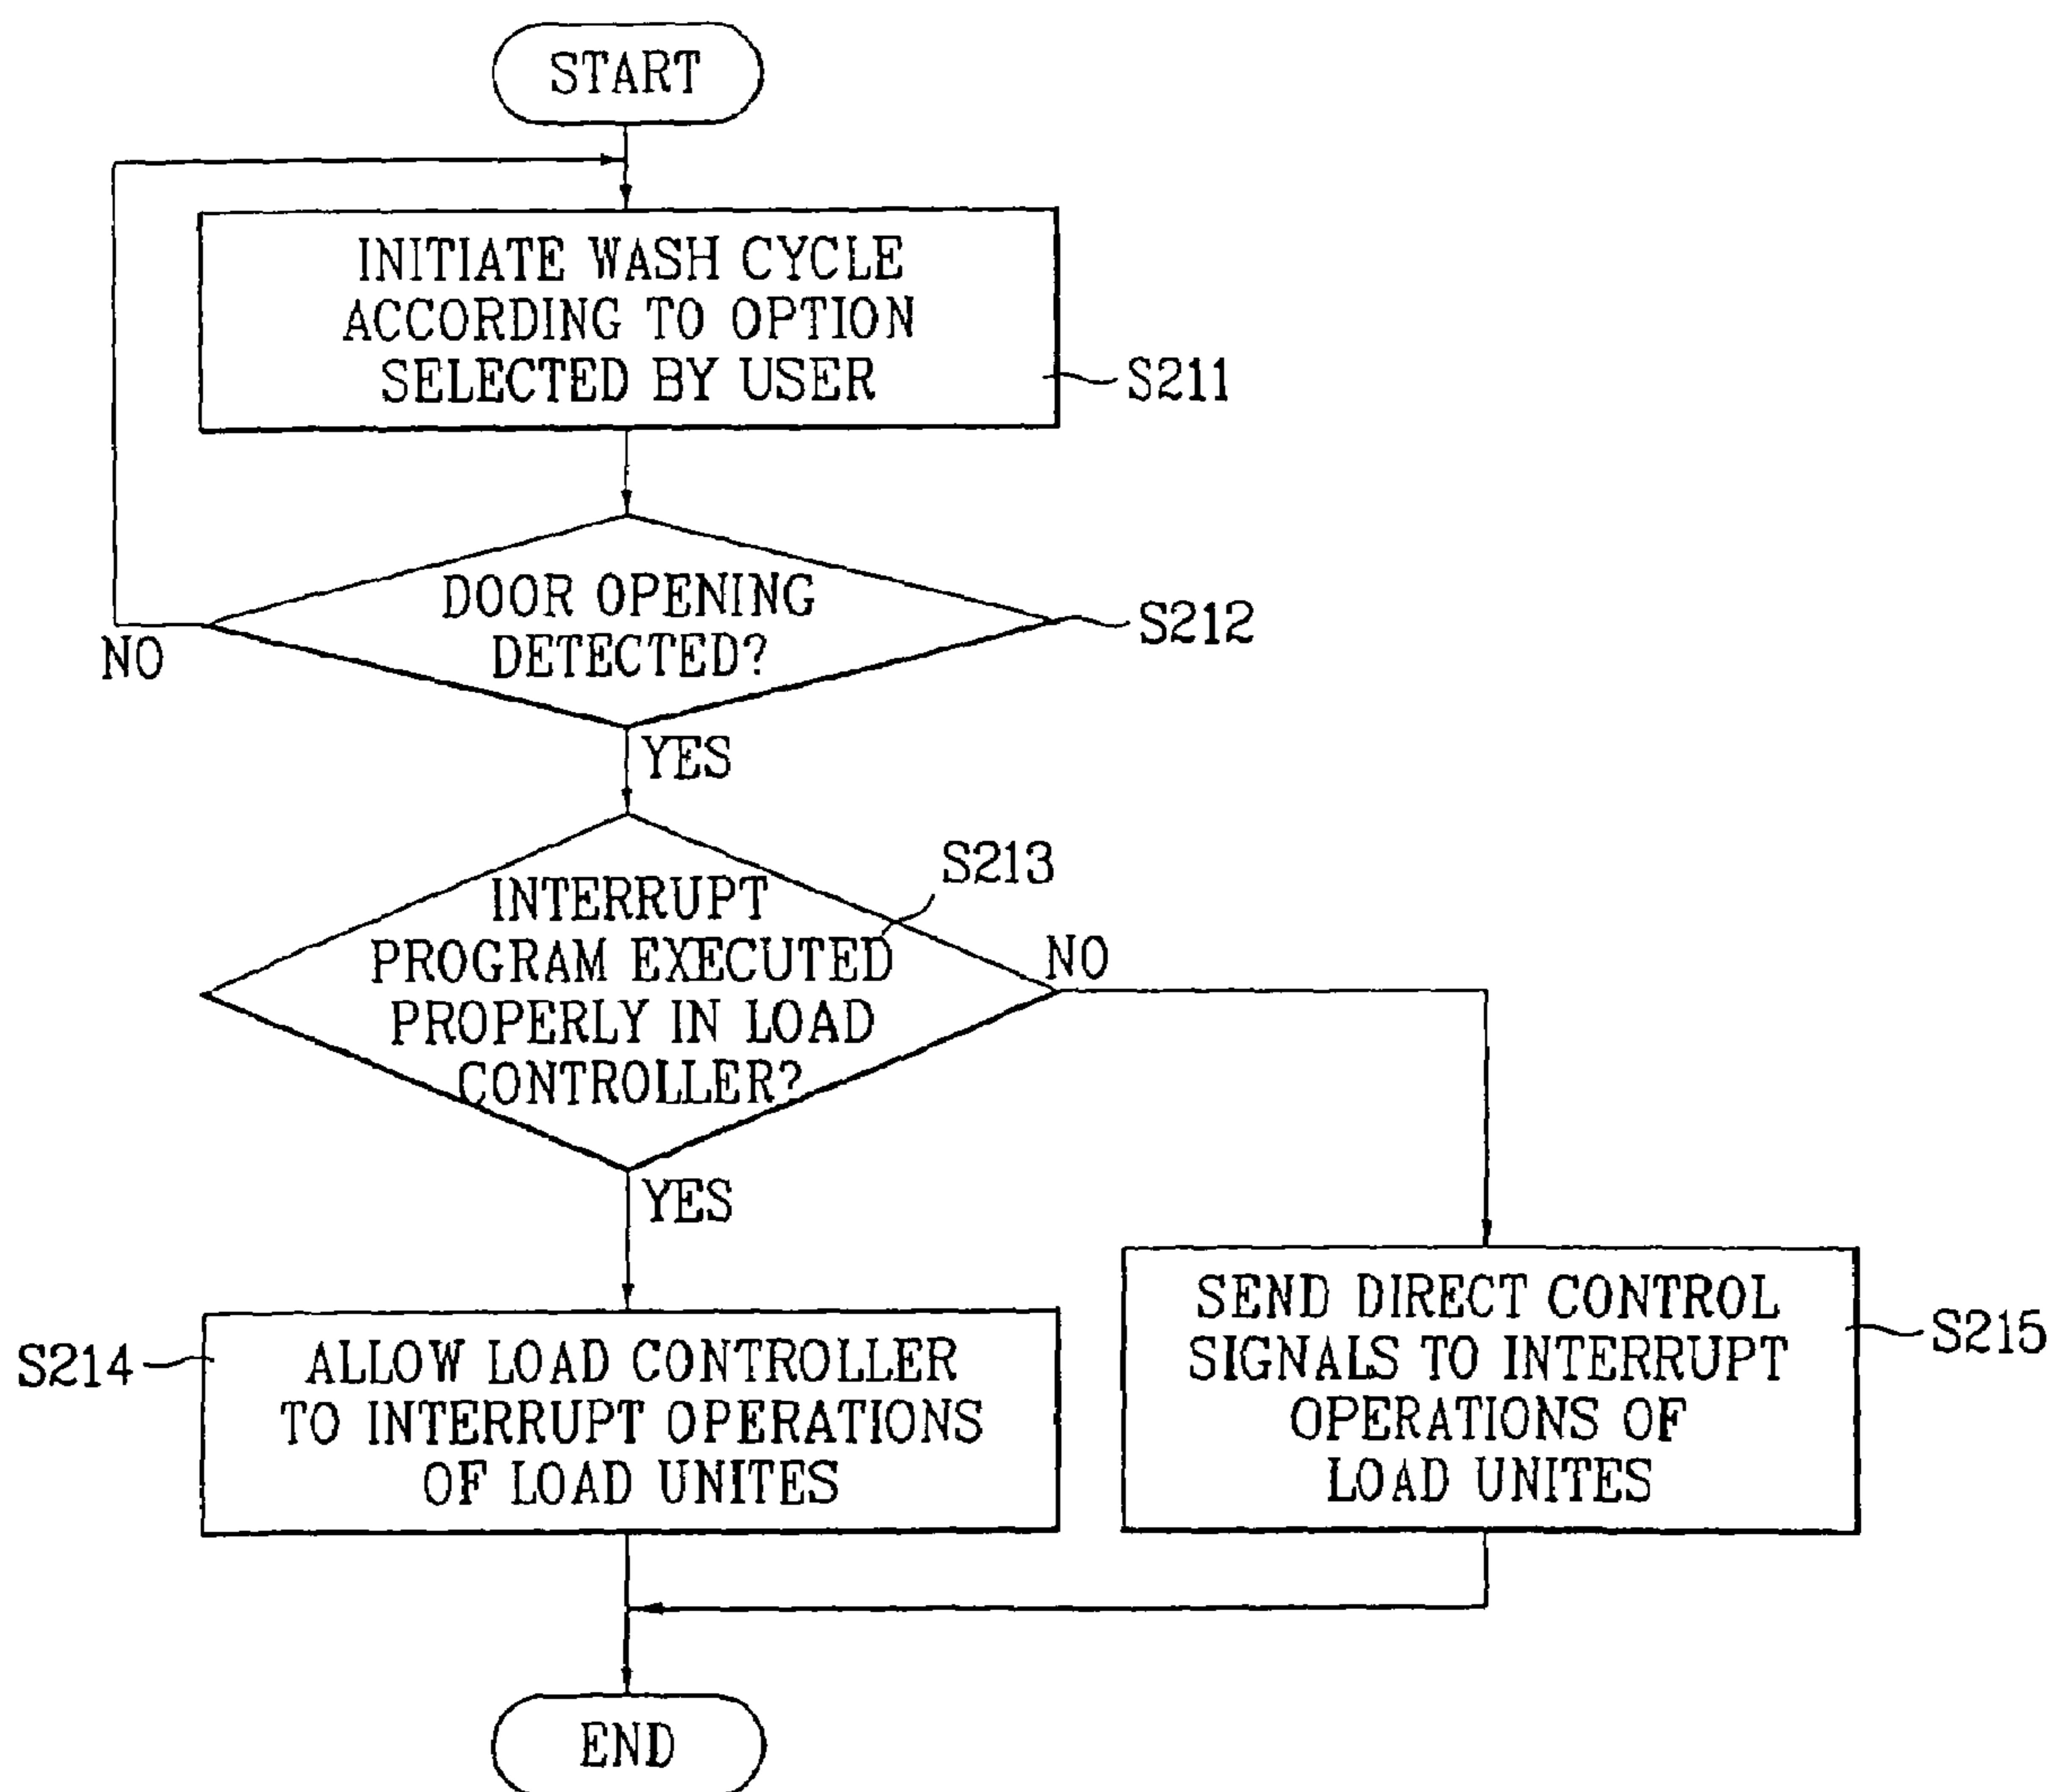 START
INITIATE WASH CYCLE
ACCORDING TO OPTION
SELECTED BY USER
S211
DOOR OPENING
DETECTED?
S212
NO
YES
S213
INTERRUPT
PROGRAM EXECUTED
PROPERLY IN LOAD
CONTROLLER?
NO
YES
S214
ALLOW LOAD CONTROLLER
TO INTERRUPT OPERATIONS
OF LOAD UNITES
SEND DIRECT CONTROL
SIGNALS TO INTERRUPT
OPERATIONS OF
LOAD UNITES
S215
END